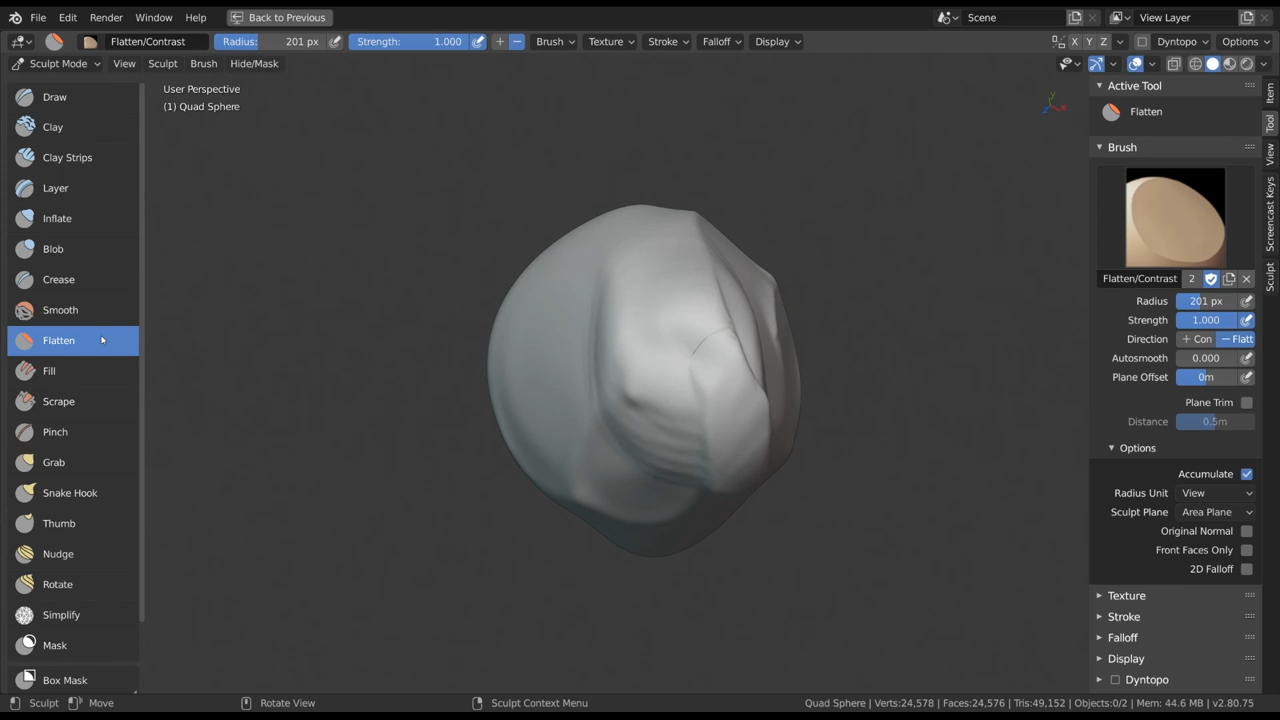 File Edit Render Window Help Back to Previous Scene View Layer
Flatten/Contrast Radius: 201 px Strength: 1.000 Brush Texture Stroke Falloff Display X Y Z Dyntopo Options
Sculpt Mode View Sculpt Brush Hide/Mask
User Perspective
(1) Quad Sphere
Draw
Clay
Clay Strips
Layer
Inflate
Blob
Crease
Smooth
Flatten
Fill
Scrape
Pinch
Grab
Snake Hook
Thumb
Nudge
Rotate
Simplify
Mask
Box Mask
y
x
Active Tool
Flatten
Brush
Flatten/Contrast 2
Radius 201 px
Strength 1.000
Direction + Con − Flatt
Autosmooth 0.000
Plane Offset 0m
Plane Trim
Distance 0.5m
Options
Accumulate
Radius Unit View
Sculpt Plane Area Plane
Original Normal
Front Faces Only
2D Falloff
Texture
Stroke
Falloff
Display
Dyntopo
Item
Tool
View
Screencast Keys
Sculpt
Sculpt Move Rotate View Sculpt Context Menu Quad Sphere | Verts:24,578 | Faces:24,576 | Tris:49,152 | Objects:0/2 | Mem: 44.6 MB | v2.80.75